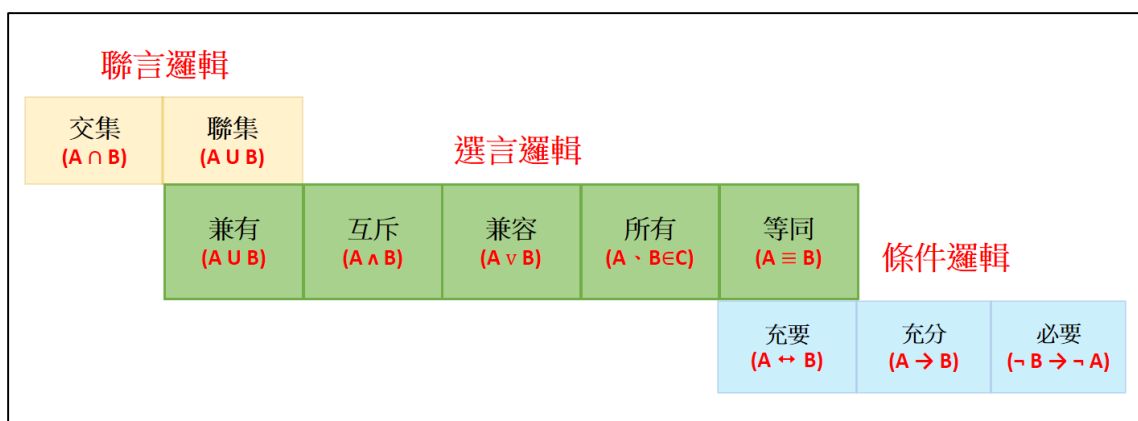 聯言邏輯
交集
(A ∩ B)
聯集
(A U B)
選言邏輯
兼有
(A U B)
互斥
(A ᴧ B)
兼容
(A ∨ B)
所有
(A、B∈C)
等同
(A ≡ B)
條件邏輯
充要
(A ↔ B)
充分
(A → B)
必要
(¬ B → ¬ A)